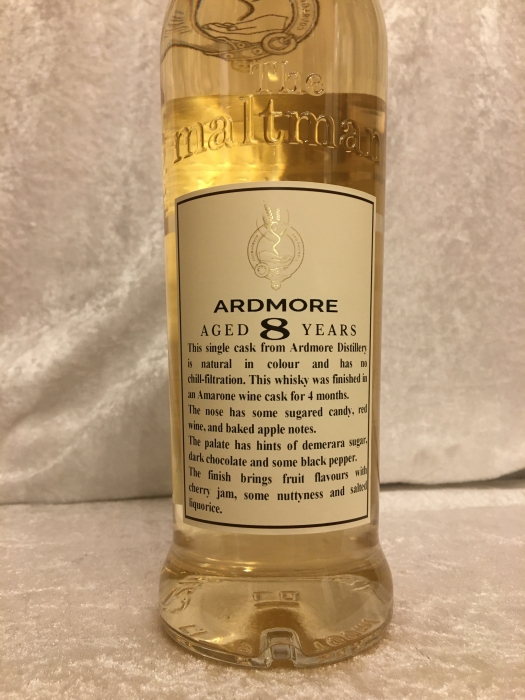 The
maltman
ARDMORE
AGED 8 YEARS
This single cask from Ardmore Distillery
is natural in colour and has no
chill-filtration. This whisky was finished in
an Amarone wine cask for 4 months.
The nose has some sugared candy, red
wine, and baked apple notes.
The palate has hints of demerara sugar,
dark chocolate and some black pepper.
The finish brings fruit flavours with
cherry jam, some nuttyness and salted
liquorice.